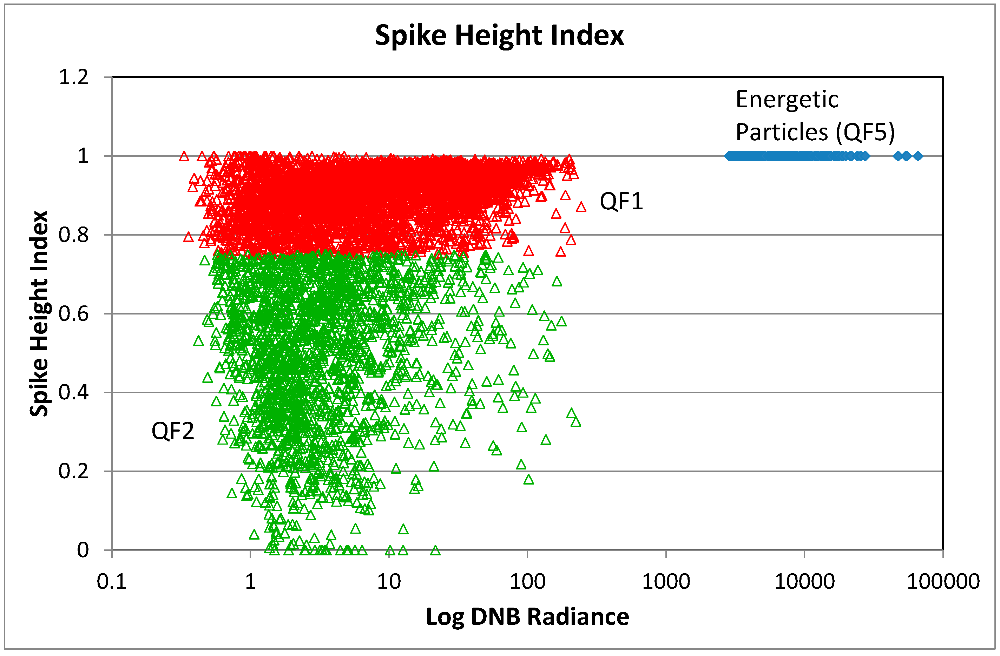 Spike Height Index
1.2
Energetic
Particles (QF5)
1
QF1
0.8
Spike Height Index
0.6
0.4
QF2
0.2
0
0.1 1 10 100 1000 10000 100000
Log DNB Radiance